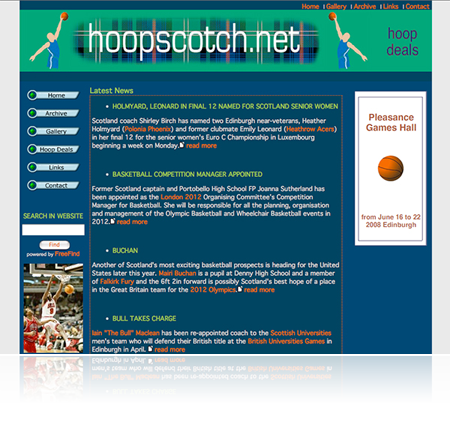 Home | Gallery | Archive | Links | Contact
hoopscotch.net
hoop
deals
Home
Archive
Gallery
Hoop Deals
Links
Contact
SEARCH IN WEBSITE
Find
powered by FreeFind
Latest News
• HOLMYARD, LEONARD IN FINAL 12 NAMED FOR SCOTLAND SENIOR WOMEN
Scotland coach Shirley Birch has named two Edinburgh near-veterans, Heather
Holmyard (Polonia Phoenix) and former clubmate Emily Leonard (Heathrow Acers)
in her final 12 for the senior women's Euro C Championship in Luxembourg
beginning a week on Monday. read more
• BASKETBALL COMPETITION MANAGER APPOINTED
Former Scotland captain and Portobello High School FP Joanna Sutherland has
been appointed as the London 2012 Organising Committee's Competition
Manager for Basketball. She will be responsible for all the planning, organisation
and management of the Olympic Basketball and Wheelchair Basketball events in
2012. read more
• BUCHAN
Another of Scotland's most exciting basketball prospects is heading for the United
States later this year. Mairi Buchan is a pupil at Denny High School and a member
of Falkirk Fury and the 6ft 2in forward is possibly Scotland's best hope of a place
in the Great Britain team for the 2012 Olympics. read more
• BULL TAKES CHARGE
Iain "The Bull" Maclean has been re-appointed coach to the Scottish Universities
men's team who will defend their British title at the British Universities Games in
Edinburgh in April. read more
Pleasance
Games Hall
from June 16 to 22
2008 Edinburgh